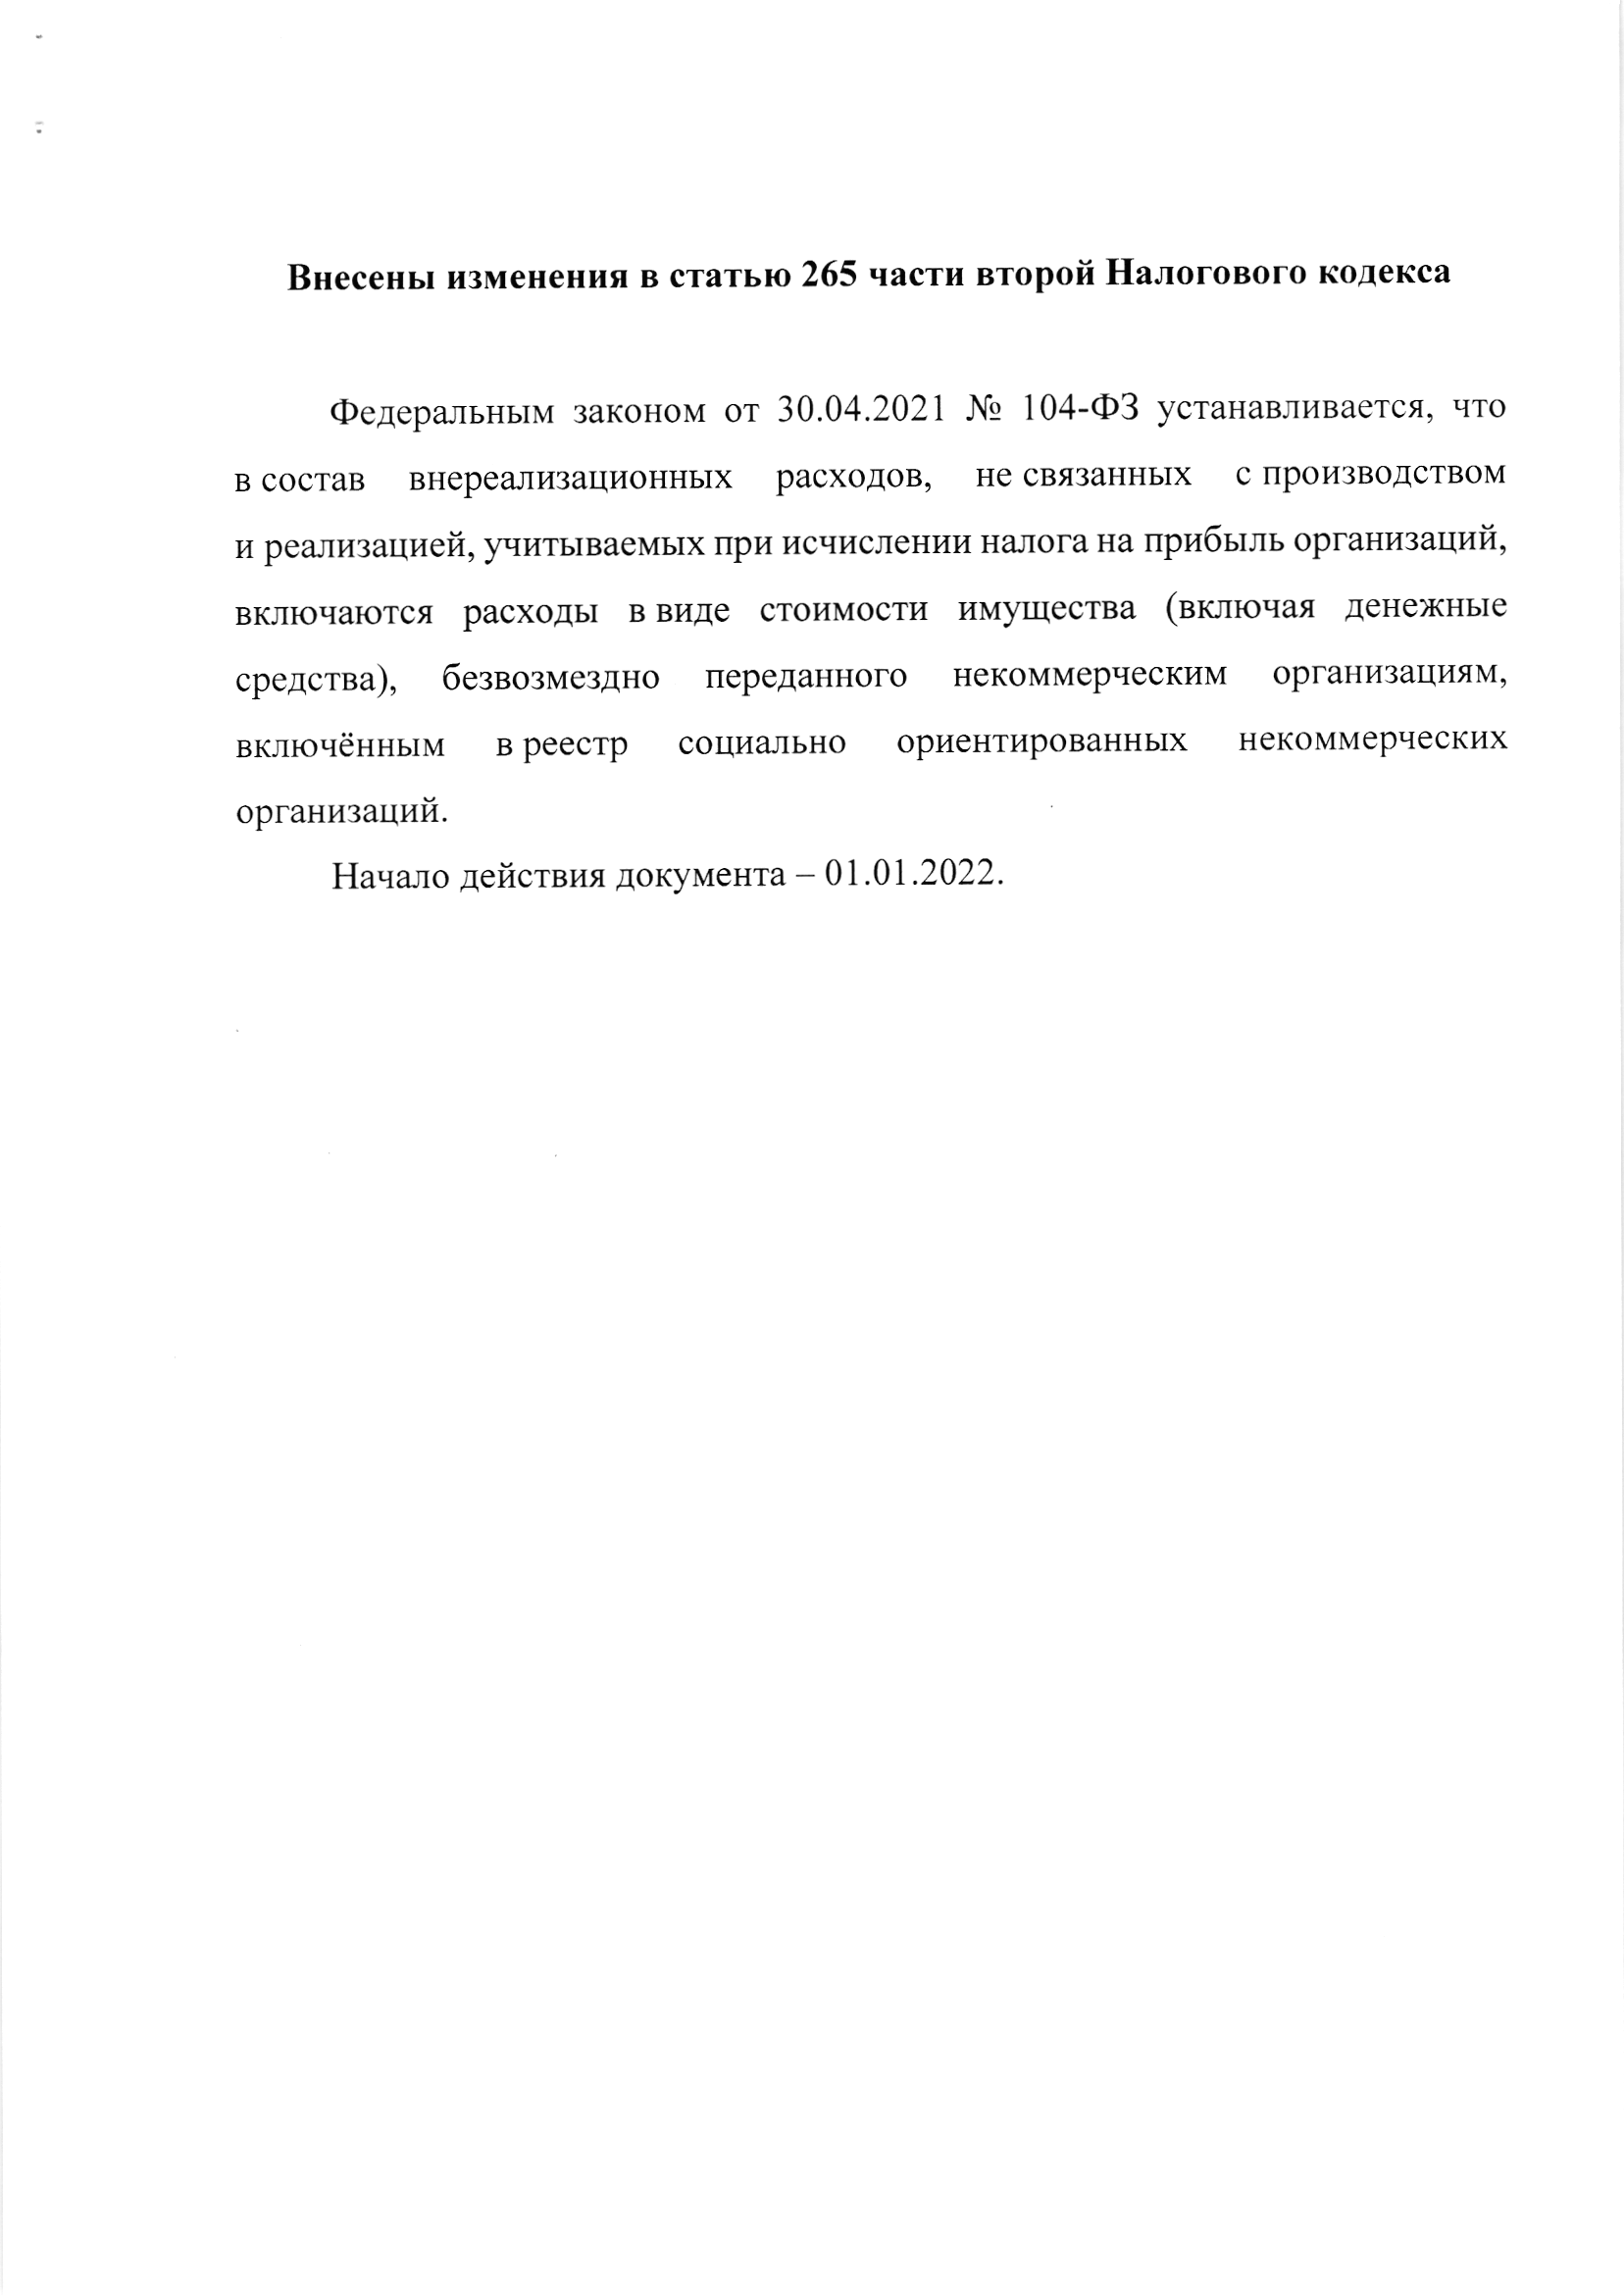 Внесены изменения в статью 265 части второй Налогового кодекса
Федеральным законом от 30.04.2021 № 104-ФЗ устанавливается, что
в состав внереализационных расходов, не связанных с производством
и реализацией, учитываемых при исчислении налога на прибыль организаций,
включаются расходы в виде стоимости имущества (включая денежные
средства), безвозмездно переданного некоммерческим организациям,
включённым в реестр социально ориентированных некоммерческих
организаций.
Начало действия документа – 01.01.2022.